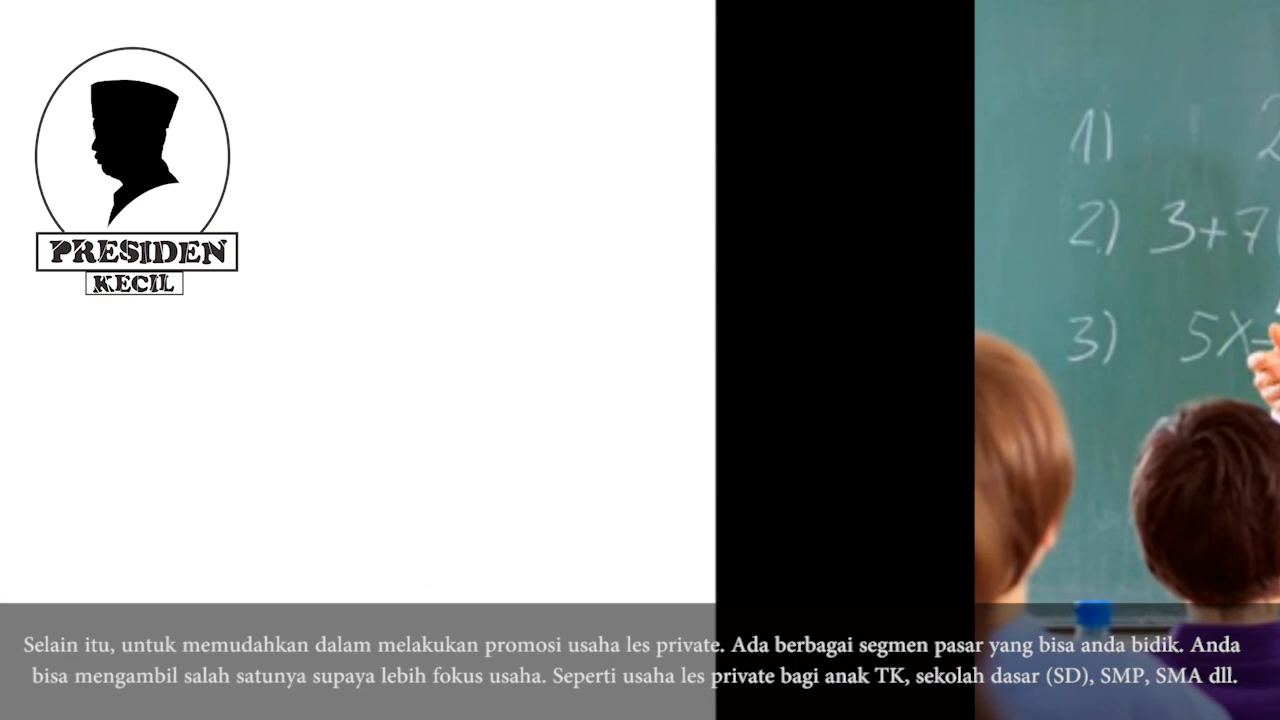 PRESIDEN
KECIL
1)
2) 3+7
3) 5X
Selain itu, untuk memudahkan dalam melakukan promosi usaha les private. Ada berbagai segmen pasar yang bisa anda bidik. Anda
bisa mengambil salah satunya supaya lebih fokus usaha. Seperti usaha les private bagi anak TK, sekolah dasar (SD), SMP, SMA dll.